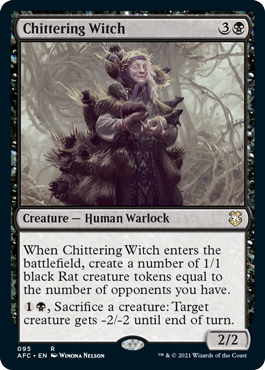 Chittering Witch 3
Creature — Human Warlock
When Chittering Witch enters the
battlefield, create a number of 1/1
black Rat creature tokens equal to
the number of opponents you have.
1 , Sacrifice a creature: Target
creature gets -2/-2 until end of turn.
2/2
095 R
AFC • EN Winona Nelson
™ & © 2021 Wizards of the Coast